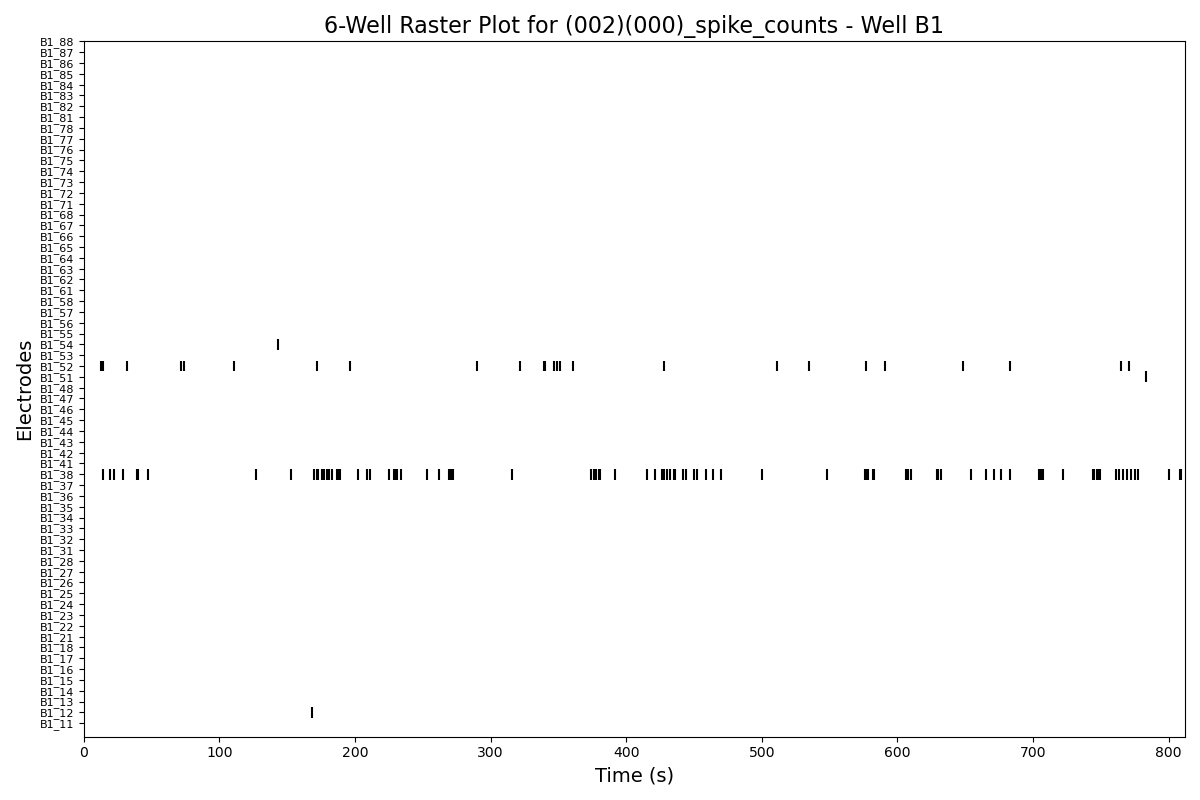 6-Well Raster Plot for (002)(000)_spike_counts - Well B1
Electrodes
B1_88
B1_87
B1_86
B1_85
B1_84
B1_83
B1_82
B1_81
B1_78
B1_77
B1_76
B1_75
B1_74
B1_73
B1_72
B1_71
B1_68
B1_67
B1_66
B1_65
B1_64
B1_63
B1_62
B1_61
B1_58
B1_57
B1_56
B1_55
B1_54
B1_53
B1_52
B1_51
B1_48
B1_47
B1_46
B1_45
B1_44
B1_43
B1_42
B1_41
B1_38
B1_37
B1_36
B1_35
B1_34
B1_33
B1_32
B1_31
B1_28
B1_27
B1_26
B1_25
B1_24
B1_23
B1_22
B1_21
B1_18
B1_17
B1_16
B1_15
B1_14
B1_13
B1_12
B1_11
0 100 200 300 400 500 600 700 800
Time (s)